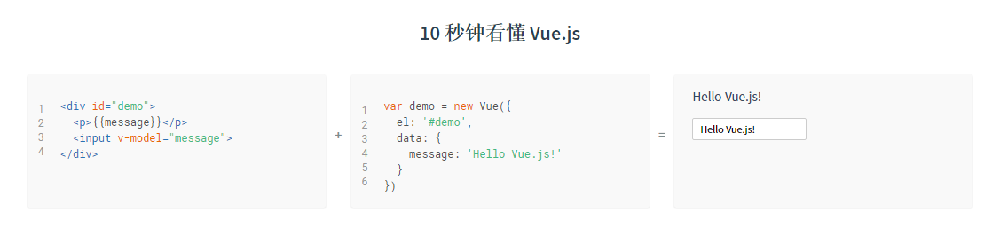 10 秒钟看懂 Vue.js
1 <div id="demo">
2   <p>{{message}}</p>
3   <input v-model="message">
4 </div>
+
1 var demo = new Vue({
2   el: '#demo',
3   data: {
4     message: 'Hello Vue.js!'
5   }
6 })
=
Hello Vue.js!
Hello Vue.js!